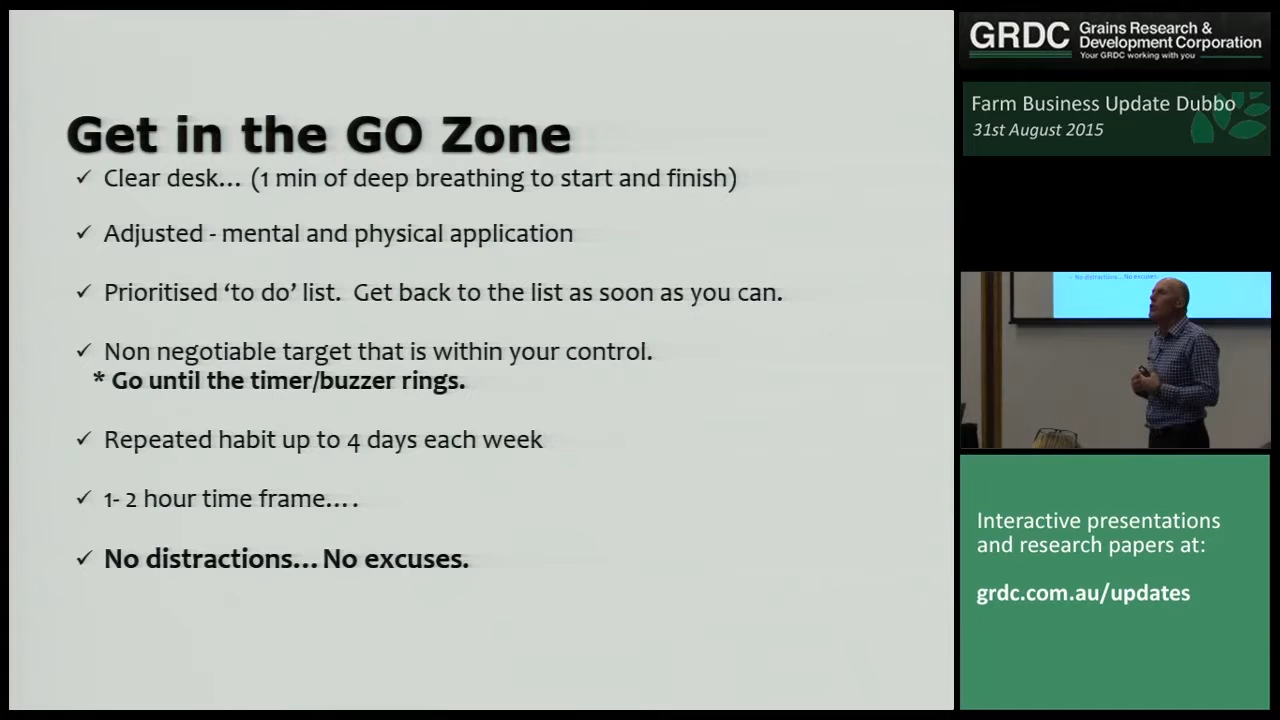 Get in the GO Zone
✓ Clear desk... (1 min of deep breathing to start and finish)
✓ Adjusted - mental and physical application
✓ Prioritised ‘to do’ list. Get back to the list as soon as you can.
✓ Non negotiable target that is within your control.
* Go until the timer/buzzer rings.
✓ Repeated habit up to 4 days each week
✓ 1- 2 hour time frame....
✓ No distractions... No excuses.
GRDC
Grains Research &
Development Corporation
Your GRDC working with you
Farm Business Update Dubbo
31st August 2015
No distractions... No excuses.
Interactive presentations
and research papers at:
grdc.com.au/updates